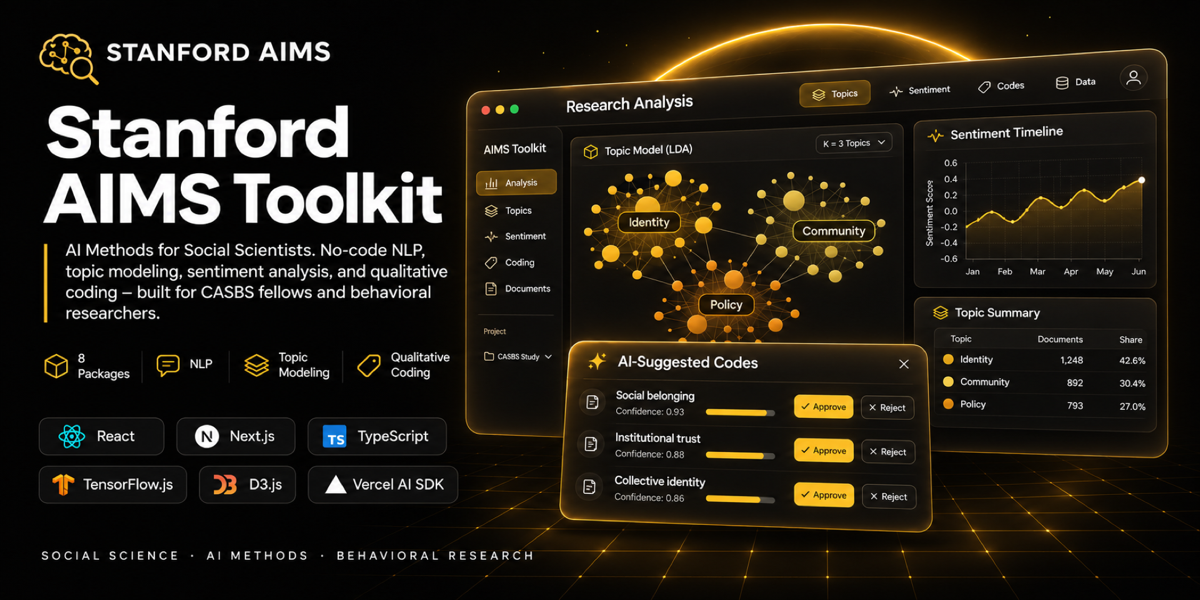 STANFORD AIMS
Stanford
AIMS Toolkit
AI Methods for Social Scientists. No-code NLP,
topic modeling, sentiment analysis, and qualitative
coding – built for CASBS fellows and behavioral
researchers.
8
Packages
NLP
Topic
Modeling
Qualitative
Coding
React
N
Next.js
TS
TypeScript
TensorFlow.js
D3.js
Vercel AI SDK
SOCIAL SCIENCE · AI METHODS · BEHAVIORAL RESEARCH
Research Analysis
Topics
Sentiment
Codes
Data
AIMS Toolkit
Analysis
Topics
Sentiment
Coding
Documents
Project
CASBS Study
Topic Model (LDA)
K = 3 Topics
Identity
Community
Policy
Sentiment Timeline
Sentiment Score
0.6
0.4
0.2
0.0
-0.2
-0.4
-0.6
Jan Feb Mar Apr May Jun
Topic Summary
Topic Documents Share
Identity 1,248 42.6%
Community 892 30.4%
Policy 793 27.0%
AI-Suggested Codes
Social belonging
Confidence: 0.93
Approve
Reject
Institutional trust
Confidence: 0.88
Approve
Reject
Collective identity
Confidence: 0.86
Approve
Reject